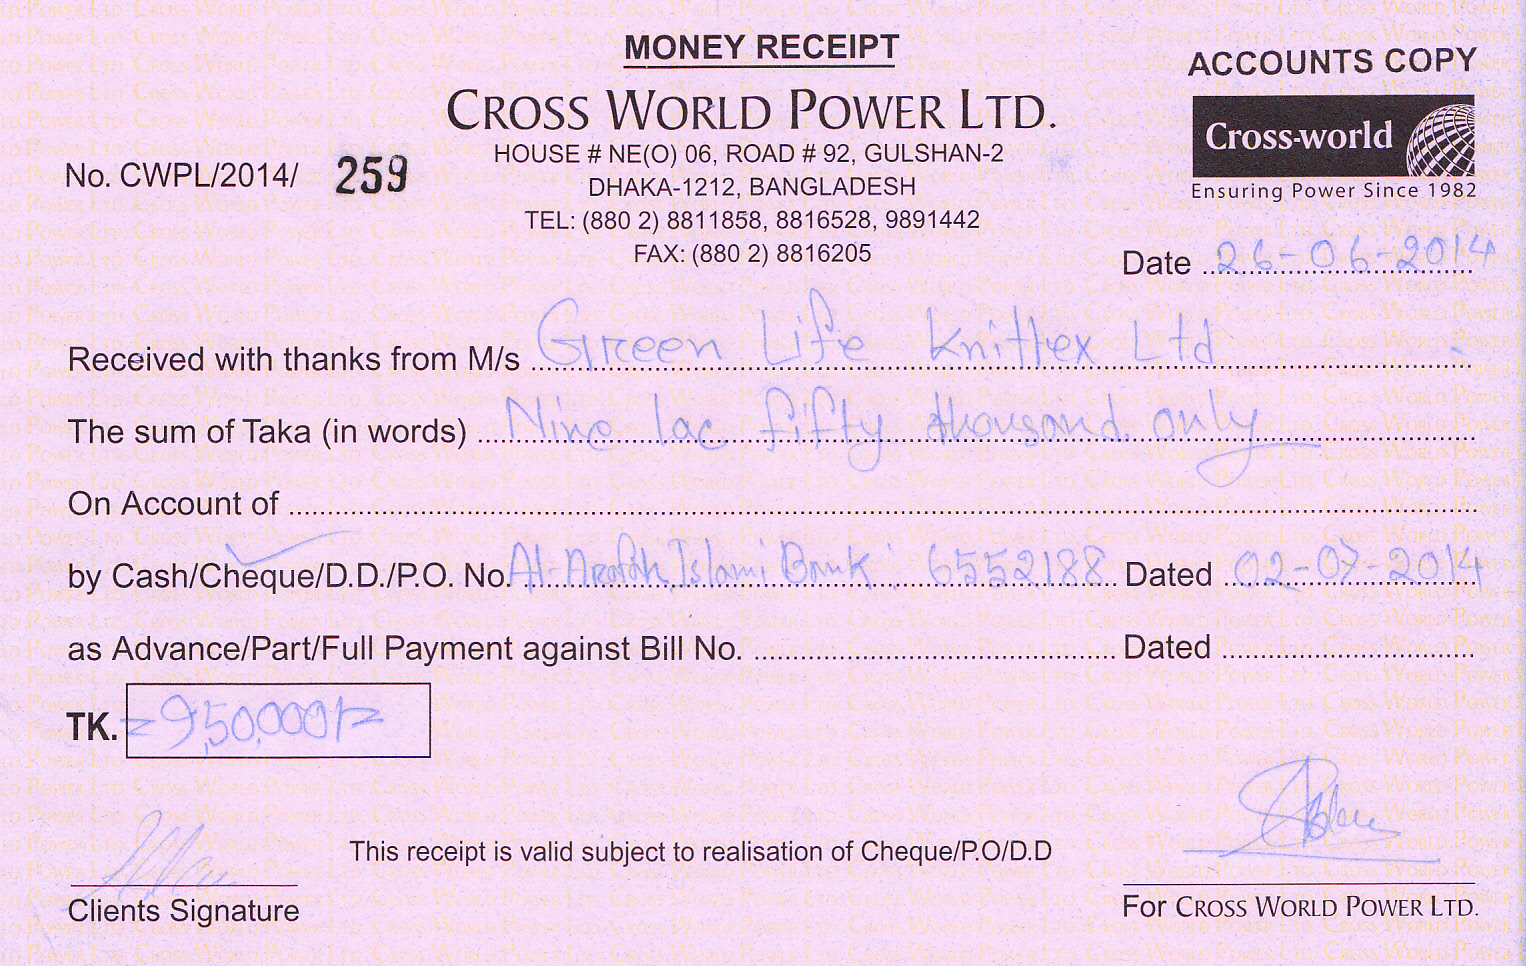 MONEY RECEIPT
ACCOUNTS COPY
CROSS WORLD POWER LTD.
Cross-world
Ensuring Power Since 1982
HOUSE # NE(O) 06, ROAD # 92, GULSHAN-2
DHAKA-1212, BANGLADESH
TEL: (880 2) 8811858, 8816528, 9891442
FAX: (880 2) 8816205
No. CWPL/2014/ 259
Date 26-06-2014
Received with thanks from M/s Green Life Knittex Ltd
The sum of Taka (in words) Nine lac fifty thousand only
On Account of
by Cash/Cheque/D.D./P.O. No. Al-Arafah Islami Bank: 6552188 Dated 02-07-2014
as Advance/Part/Full Payment against Bill No. Dated
TK. =9,50,000/=
This receipt is valid subject to realisation of Cheque/P.O/D.D
Clients Signature
For CROSS WORLD POWER LTD.